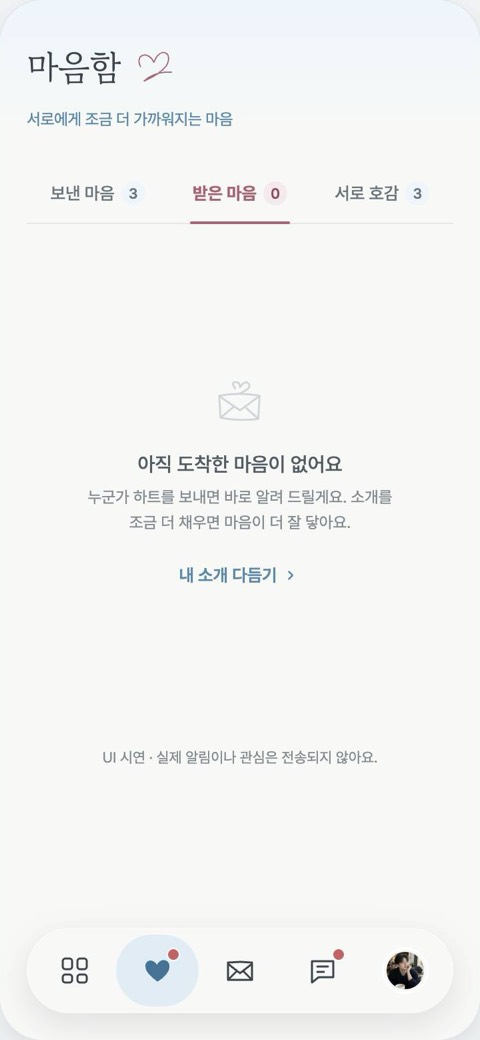 마음함
서로에게 조금 더 가까워지는 마음
보낸 마음 3 받은 마음 0 서로 호감 3
아직 도착한 마음이 없어요
누군가 하트를 보내면 바로 알려 드릴게요. 소개를
조금 더 채우면 마음이 더 잘 닿아요.
내 소개 다듬기
UI 시연 · 실제 알림이나 관심은 전송되지 않아요.